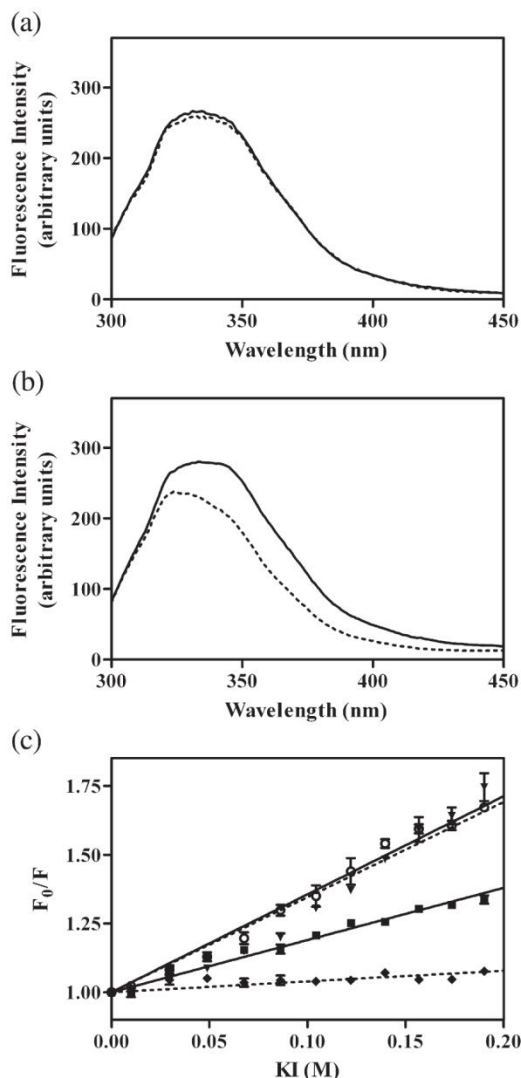 (a)
Fluorescence Intensity
(arbitrary units)
300
200
100
0
300 350 400 450
Wavelength (nm)
(b)
Fluorescence Intensity
(arbitrary units)
300
200
100
0
300 350 400 450
Wavelength (nm)
(c)
F₀/F
1.75
1.50
1.25
1.00
0.00 0.05 0.10 0.15 0.20
KI (M)